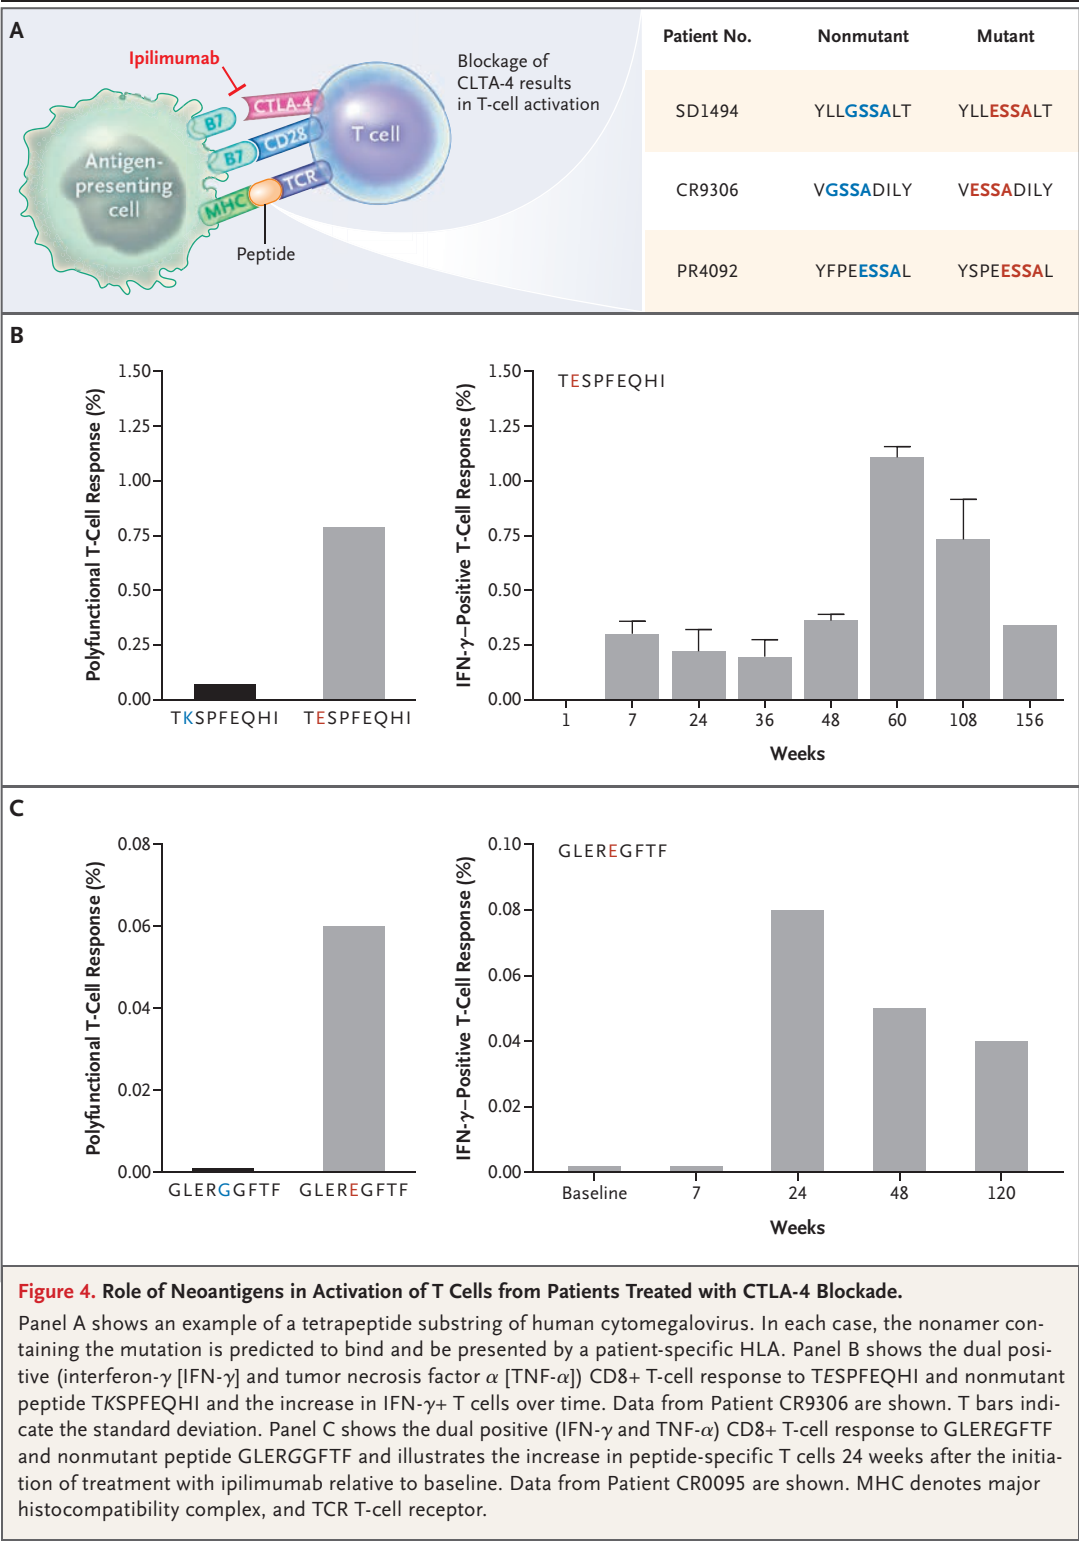 A
Ipilimumab
B7
CTLA-4
B7
CD28
MHC
TCR
T cell
Antigen-
presenting
cell
Peptide
Blockage of
CLTA-4 results
in T-cell activation
Patient No. Nonmutant Mutant
SD1494 YLLGSSALT YLLESSALT
CR9306 VGSSADILY VESSADILY
PR4092 YFPEESSAL YSPEESSAL
B
Polyfunctional T-Cell Response (%)
1.50
1.25
1.00
0.75
0.50
0.25
0.00
TKSPFEQHI TESPFEQHI
IFN-γ–Positive T-Cell Response (%)
1.50
1.25
1.00
0.75
0.50
0.25
0.00
TESPFEQHI
1 7 24 36 48 60 108 156
Weeks
C
Polyfunctional T-Cell Response (%)
0.08
0.06
0.04
0.02
0.00
GLERGGFTF GLEREGFTF
IFN-γ–Positive T-Cell Response (%)
0.10
0.08
0.06
0.04
0.02
0.00
GLEREGFTF
Baseline 7 24 48 120
Weeks
Figure 4. Role of Neoantigens in Activation of T Cells from Patients Treated with CTLA-4 Blockade.
Panel A shows an example of a tetrapeptide substring of human cytomegalovirus. In each case, the nonamer con-
taining the mutation is predicted to bind and be presented by a patient-specific HLA. Panel B shows the dual posi-
tive (interferon-γ [IFN-γ] and tumor necrosis factor α [TNF-α]) CD8+ T-cell response to TESPFEQHI and nonmutant
peptide TKSPFEQHI and the increase in IFN-γ+ T cells over time. Data from Patient CR9306 are shown. T bars indi-
cate the standard deviation. Panel C shows the dual positive (IFN-γ and TNF-α) CD8+ T-cell response to GLEREGFTF
and nonmutant peptide GLERGGFTF and illustrates the increase in peptide-specific T cells 24 weeks after the initia-
tion of treatment with ipilimumab relative to baseline. Data from Patient CR0095 are shown. MHC denotes major
histocompatibility complex, and TCR T-cell receptor.